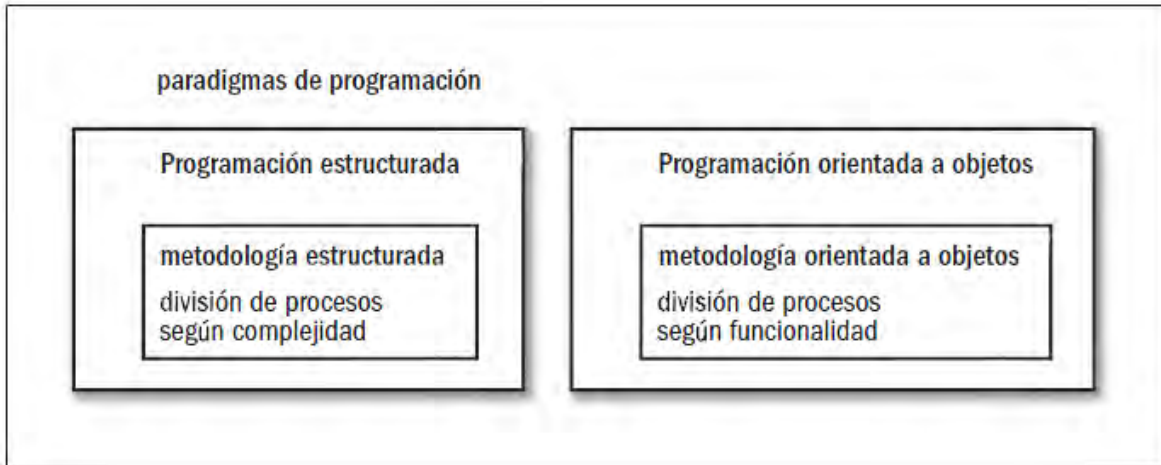 paradigmas de programación
Programación estructurada
metodología estructurada
división de procesos
según complejidad
Programación orientada a objetos
metodología orientada a objetos
división de procesos
según funcionalidad